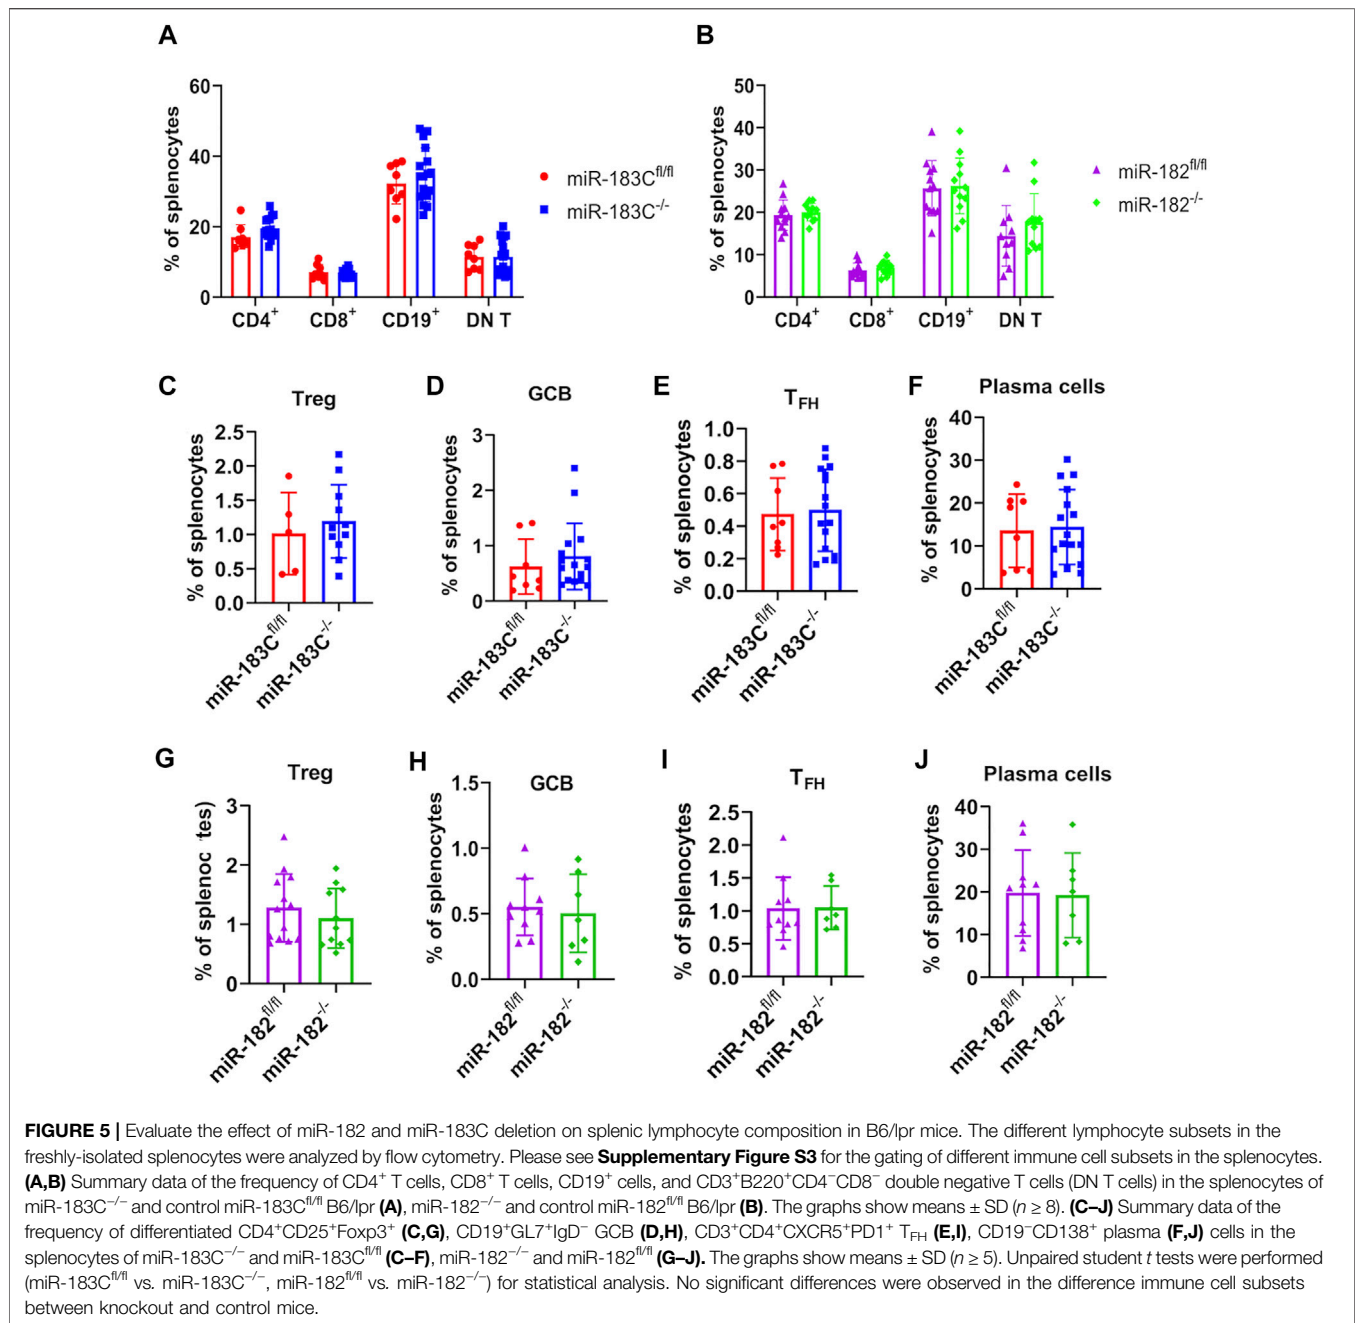 A
B
% of splenocytes
60
40
20
0
CD4⁺
CD8⁺
CD19⁺
DN T
miR-183Cfl/fl
miR-183C-/-
% of splenocytes
50
40
30
20
10
0
CD4⁺
CD8⁺
CD19⁺
DN T
miR-182fl/fl
miR-182-/-
C
Treg
% of splenocytes
2.5
2.0
1.5
1.0
0.5
0.0
miR-183Cfl/fl
miR-183C-/-
D
GCB
% of splenocytes
3
2
1
0
miR-183Cfl/fl
miR-183C-/-
E
TFH
% of splenocytes
1.0
0.8
0.6
0.4
0.2
0.0
miR-183Cfl/fl
miR-183C-/-
F
Plasma cells
% of splenocytes
40
30
20
10
0
miR-183Cfl/fl
miR-183C-/-
G
Treg
% of splenocytes)
3
2
1
0
miR-182fl/fl
miR-182-/-
H
GCB
% of splenocytes
1.5
1.0
0.5
0.0
miR-182fl/fl
miR-182-/-
I
TFH
% of splenocytes
2.5
2.0
1.5
1.0
0.5
0.0
miR-182fl/fl
miR-182-/-
J
Plasma cells
% of splenocytes
40
30
20
10
0
miR-182fl/fl
miR-182-/-
FIGURE 5 | Evaluate the effect of miR-182 and miR-183C deletion on splenic lymphocyte composition in B6/lpr mice. The different lymphocyte subsets in the
freshly-isolated splenocytes were analyzed by flow cytometry. Please see Supplementary Figure S3 for the gating of different immune cell subsets in the splenocytes.
(A,B) Summary data of the frequency of CD4⁺ T cells, CD8⁺ T cells, CD19⁺ cells, and CD3⁺B220⁺CD4⁻CD8⁻ double negative T cells (DN T cells) in the splenocytes of
miR-183C−/− and control miR-183Cfl/fl B6/lpr (A), miR-182−/− and control miR-182fl/fl B6/lpr (B). The graphs show means ± SD (n ≥ 8). (C–J) Summary data of the
frequency of differentiated CD4⁺CD25⁺Foxp3⁺ (C,G), CD19⁺GL7⁺IgD⁻ GCB (D,H), CD3⁺CD4⁺CXCR5⁺PD1⁺ TFH (E,I), CD19⁻CD138⁺ plasma (F,J) cells in the
splenocytes of miR-183C−/− and miR-183Cfl/fl (C–F), miR-182−/− and miR-182fl/fl (G–J). The graphs show means ± SD (n ≥ 5). Unpaired student t tests were performed
(miR-183Cfl/fl vs. miR-183C−/−, miR-182fl/fl vs. miR-182−/−) for statistical analysis. No significant differences were observed in the difference immune cell subsets
between knockout and control mice.